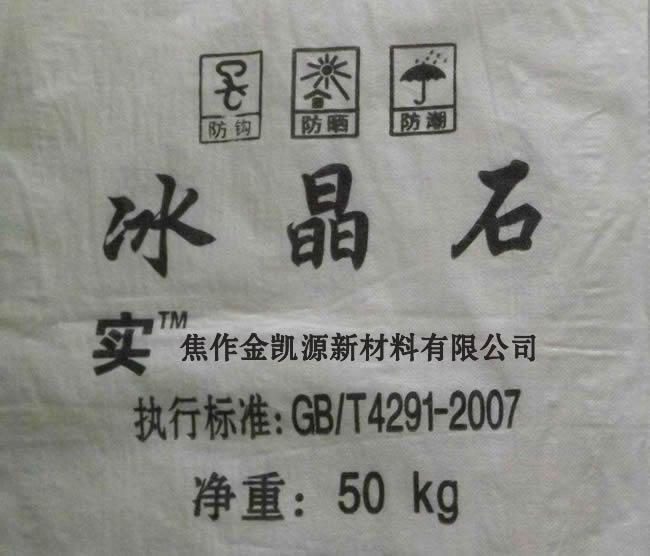 防钩 防晒 防潮
冰晶石
实™ 焦作金凯源新材料有限公司
执行标准：GB/T4291-2007
净重：50 kg